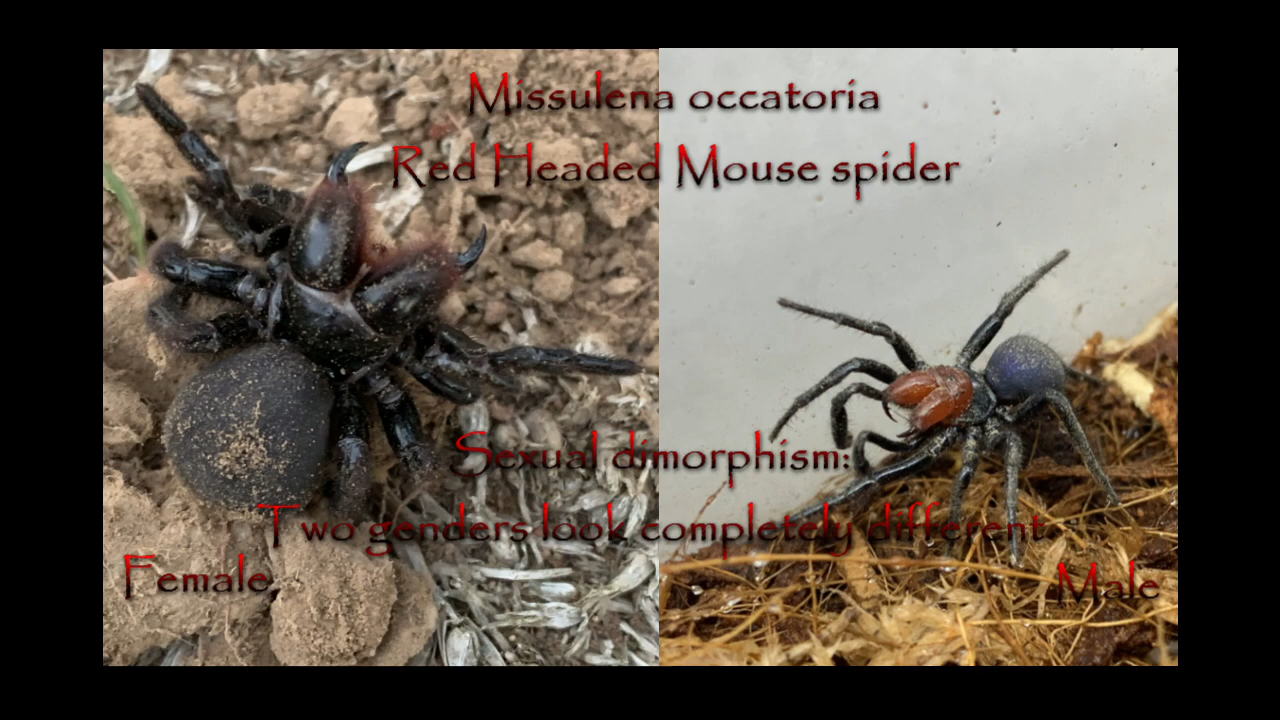 Missulena occatoria
Red Headed Mouse spider
Sexual dimorphism:
Two genders look completely different.
Female.
Male